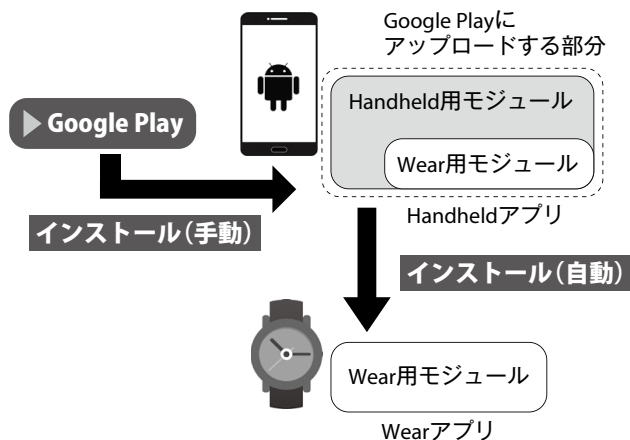 Google Playに
アップロードする部分
Handheld用モジュール
Google Play
Wear用モジュール
Handheldアプリ
インストール(手動)
インストール(自動)
Wear用モジュール
Wearアプリ